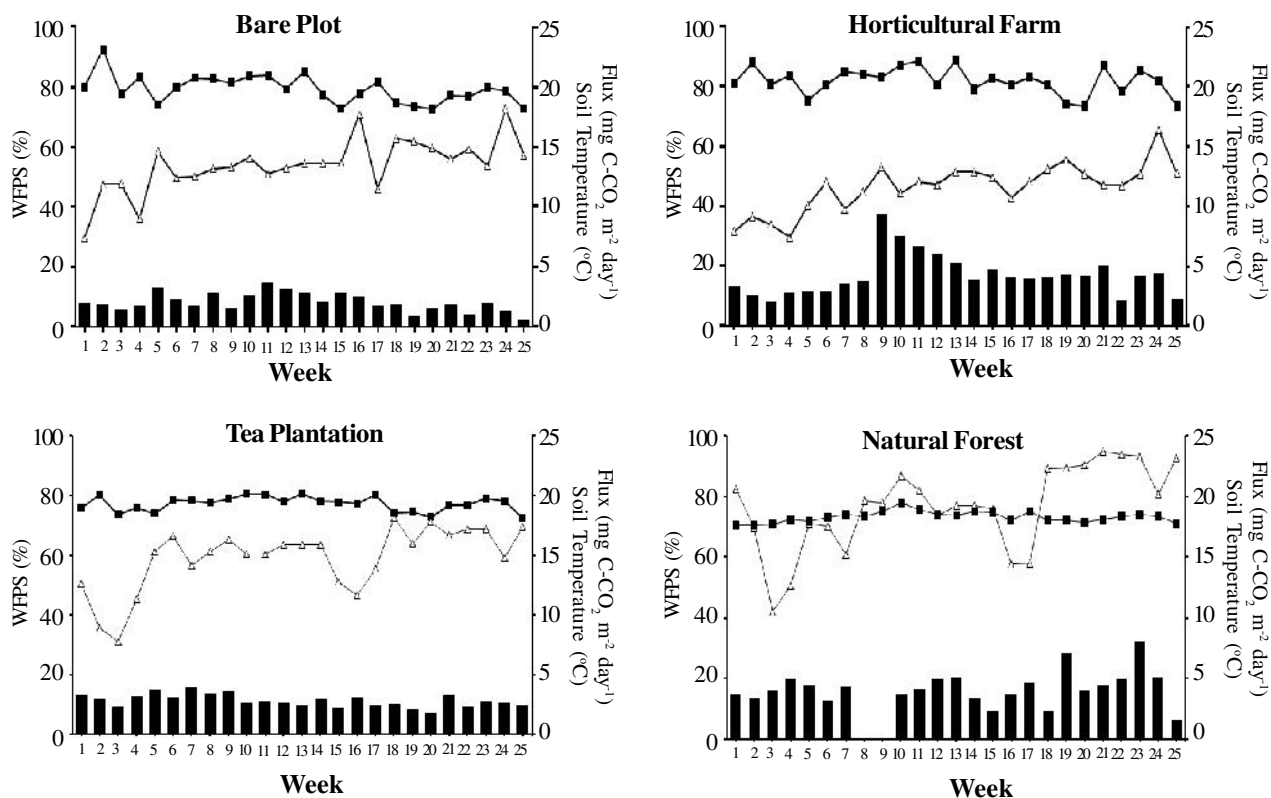 Bare Plot
WFPS (%)
100
80
60
40
20
0
25
20
15
10
5
0
Flux (mg C-CO₂ m⁻² day⁻¹)
Soil Temperature (°C)
1 2 3 4 5 6 7 8 9 10 11 12 13 14 15 16 17 18 19 20 21 22 23 24 25
Week
Horticultural Farm
WFPS (%)
100
80
60
40
20
0
25
20
15
10
5
0
Flux (mg C-CO₂ m⁻² day⁻¹)
Soil Temperature (°C)
1 2 3 4 5 6 7 8 9 10 11 12 13 14 15 16 17 18 19 20 21 22 23 24 25
Week
Tea Plantation
WFPS (%)
100
80
60
40
20
0
25
20
15
10
5
0
Flux (mg C-CO₂ m⁻² day⁻¹)
Soil Temperature (°C)
1 2 3 4 5 6 7 8 9 10 11 12 13 14 15 16 17 18 19 20 21 22 23 24 25
Week
Natural Forest
WFPS (%)
100
80
60
40
20
0
25
20
15
10
5
0
Flux (mg C-CO₂ m⁻² day⁻¹)
Soil Temperature (°C)
1 2 3 4 5 6 7 8 9 10 11 12 13 14 15 16 17 18 19 20 21 22 23 24 25
Week